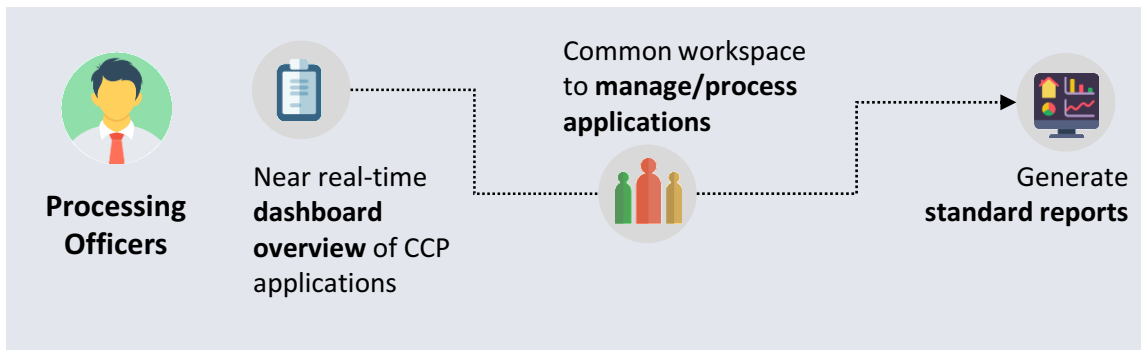 Processing
Officers
Near real-time
dashboard
overview of CCP
applications
Common workspace
to manage/process
applications
Generate
standard reports